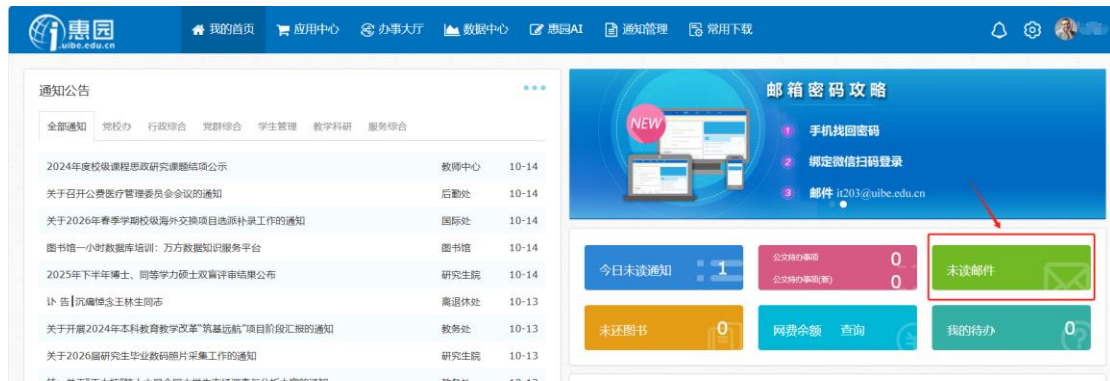 惠园
.uibe.edu.cn
我的首页 应用中心 办事大厅 数据中心 惠园AI 通知管理 常用下载
通知公告
全部通知 党校办 行政综合 党群综合 学生管理 教学科研 服务综合
2024年度校级课程思政研究课题结项公示 教师中心 10-14
关于召开公费医疗管理委员会会议的通知 后勤处 10-14
关于2026年春季学期校级海外交换项目选派补录工作的通知 国际处 10-14
图书馆一小时数据库培训：万方数据知识服务平台 图书馆 10-14
2025年下半年博士、同等学力硕士双盲评审结果公布 研究生院 10-14
讣 告┃沉痛悼念王林生同志 离退休处 10-13
关于开展2024年本科教育教学改革“筑基远航”项目阶段汇报的通知 教务处 10-13
关于2026届研究生毕业数码照片采集工作的通知 研究生院 10-13
邮箱密码攻略
NEW
1 手机找回密码
2 绑定微信扫码登录
3 邮件 it203@uibe.edu.cn
今日未读通知 1
公文待办事项 0
公文待办事项(新) 0
未读邮件
未还图书 0
网费余额 查询
我的待办 0